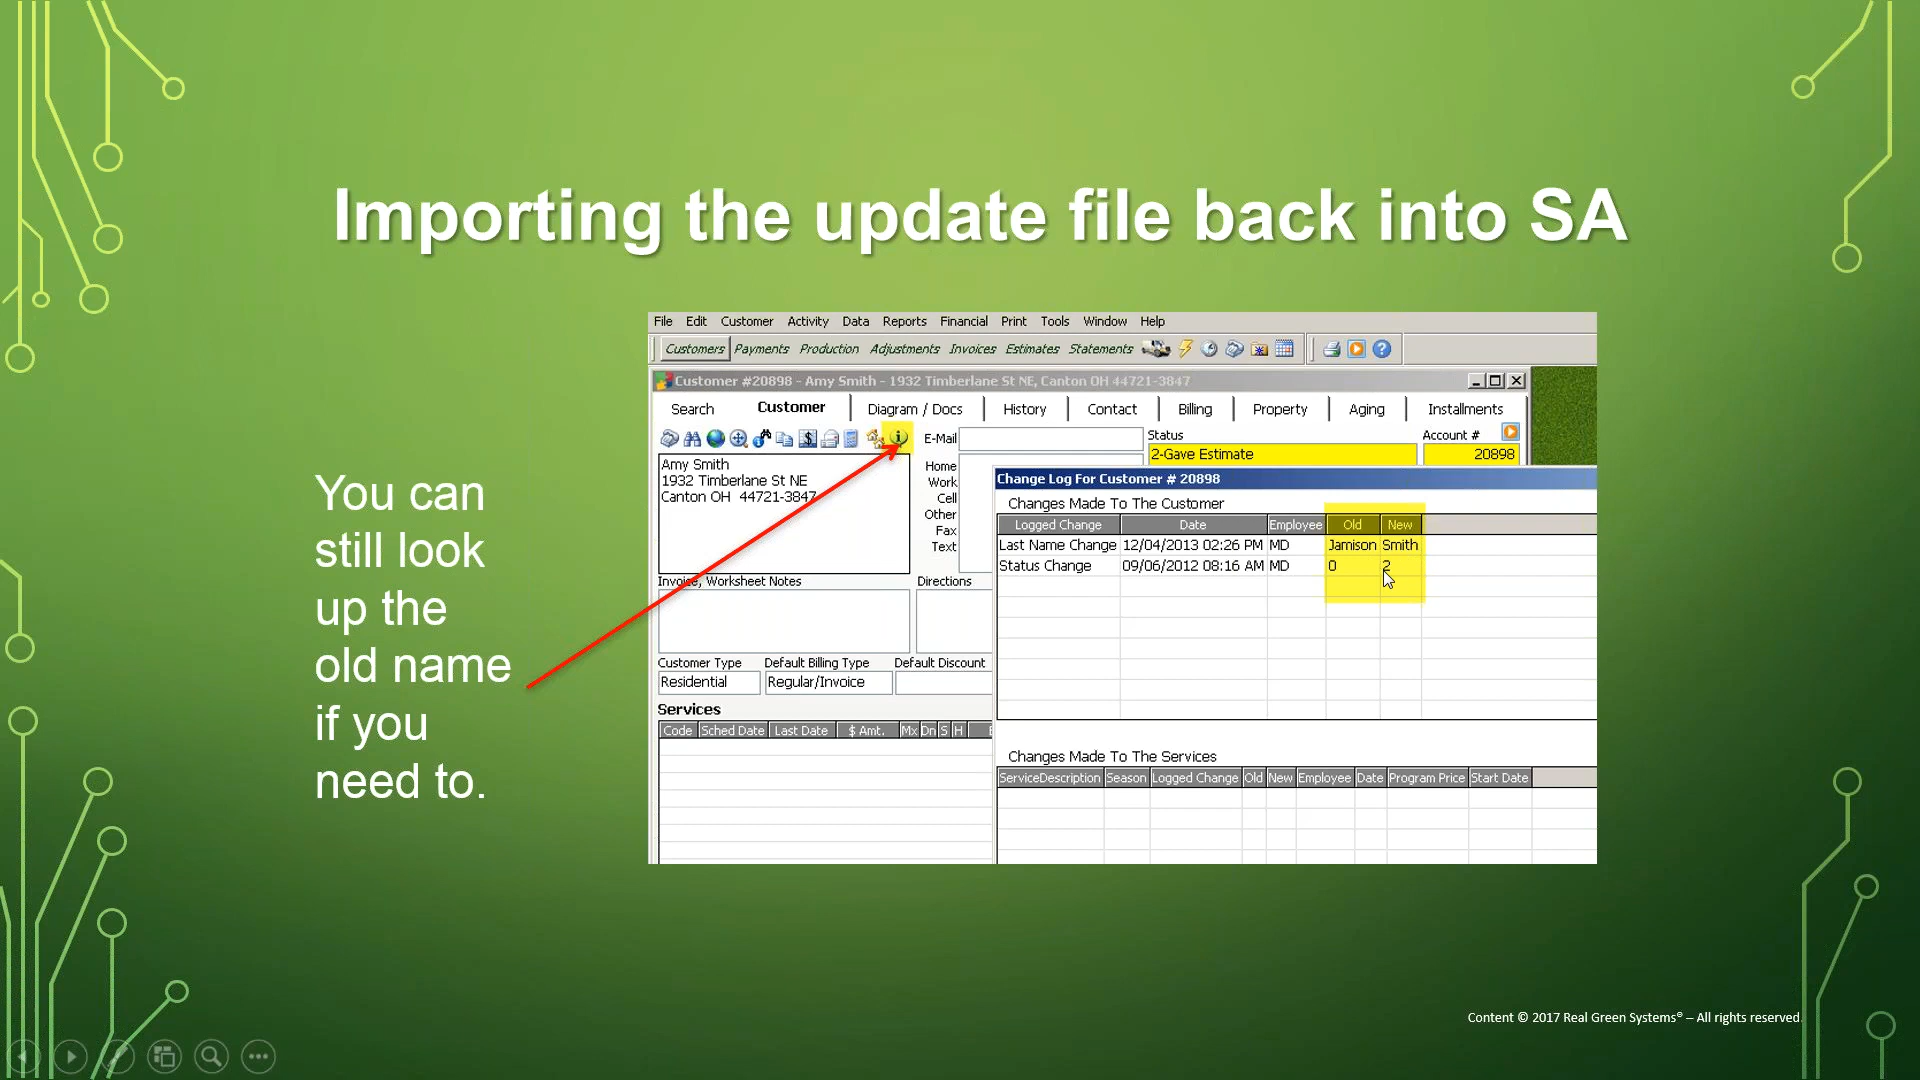 Importing the update file back into SA
You can
still look
up the
old name
if you
need to.
File Edit Customer Activity Data Reports Financial Print Tools Window Help
Customers Payments Production Adjustments Invoices Estimates Statements
Customer #20898 - Amy Smith - 1932 Timberlane St NE, Canton OH 44721-3847
Search Customer Diagram / Docs History Contact Billing Property Aging Installments
E-Mail Status Account #
2-Gave Estimate 20898
Amy Smith
1932 Timberlane St NE
Canton OH 44721-3847
Home
Work
Cell
Other
Fax
Text
Invoice, Worksheet Notes Directions
Customer Type Default Billing Type Default Discount
Residential Regular/Invoice
Services
Code Sched Date Last Date $ Amt. Mx Dn S H
Change Log For Customer # 20898
Changes Made To The Customer
Logged Change Date Employee Old New
Last Name Change 12/04/2013 02:26 PM MD Jamison Smith
Status Change 09/06/2012 08:16 AM MD 0 2
Changes Made To The Services
ServiceDescription Season Logged Change Old New Employee Date Program Price Start Date
Content © 2017 Real Green Systems® – All rights reserved.